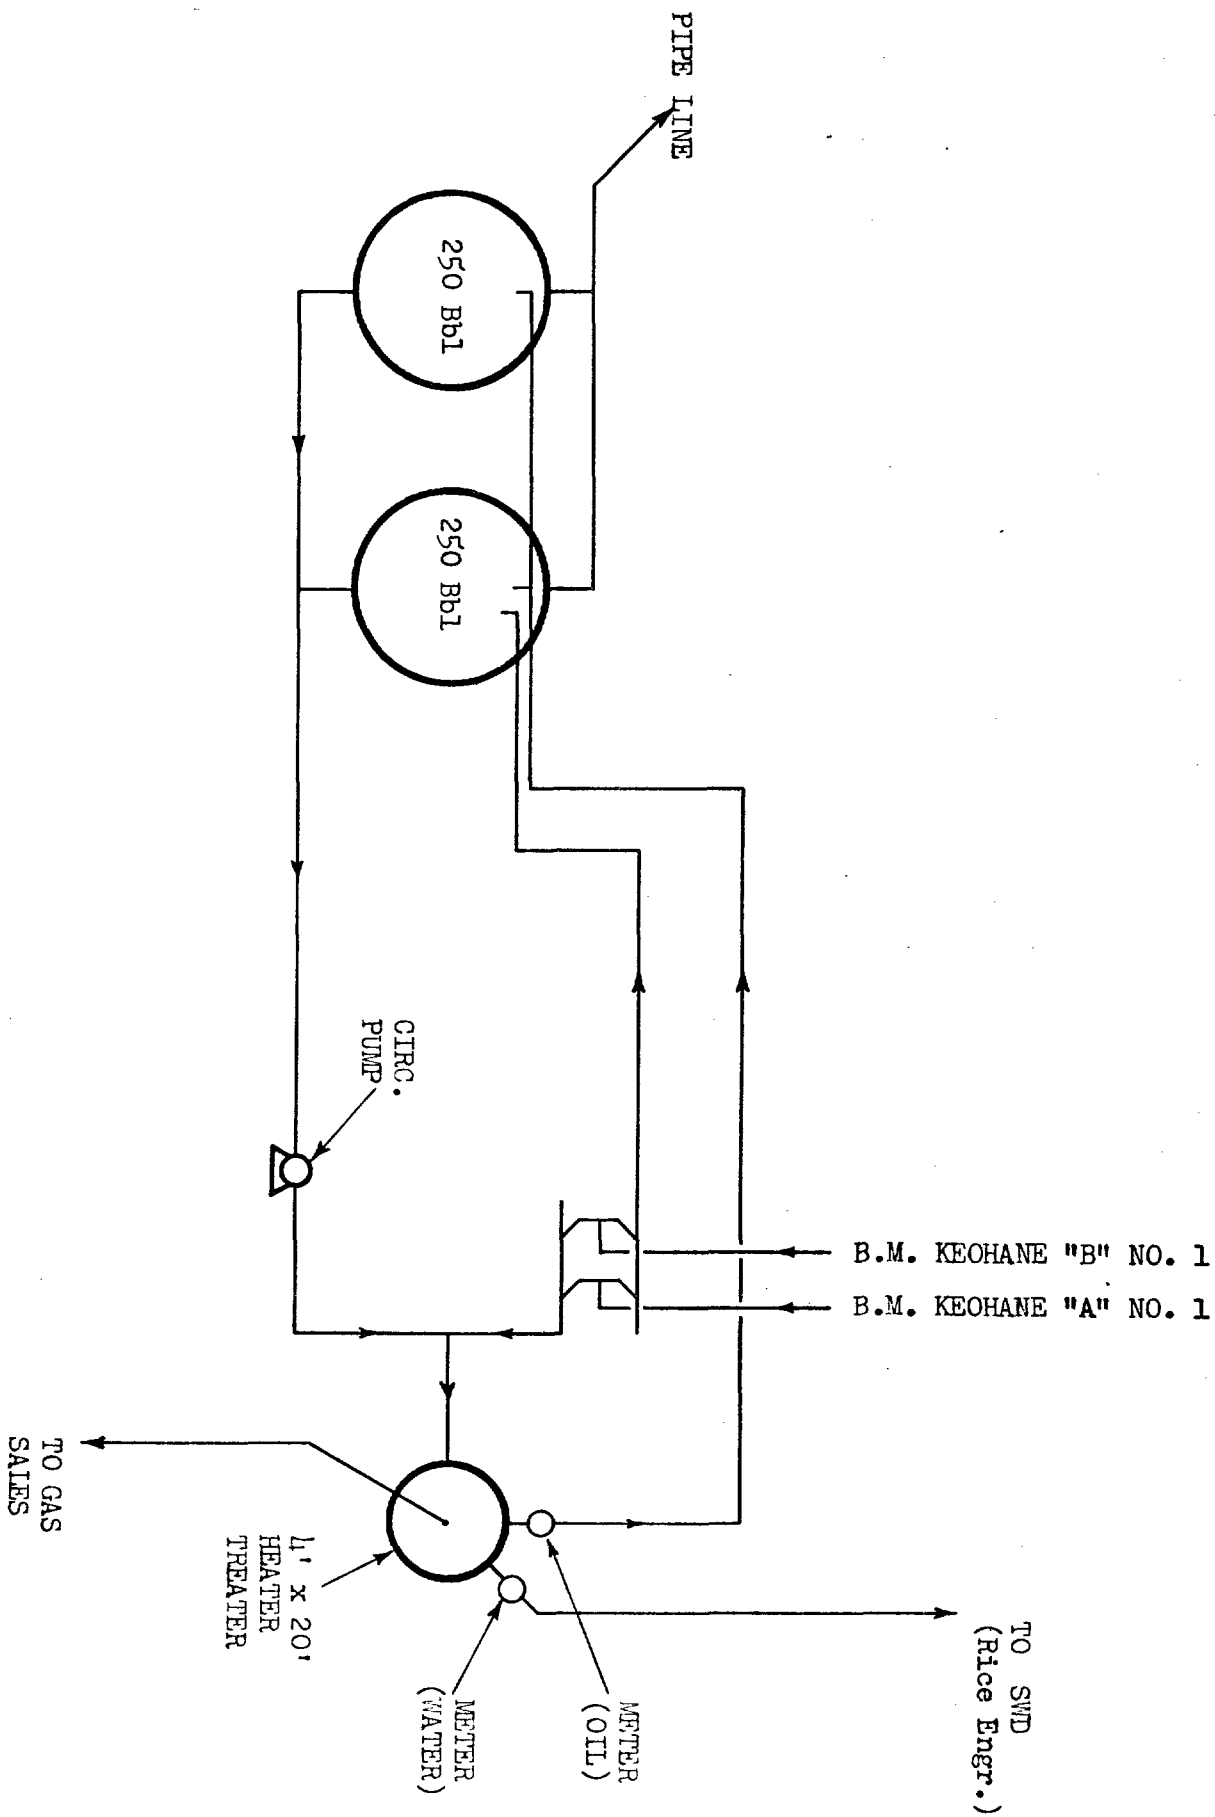 PIPE LINE
250 Bbl
250 Bbl
CIRC.
PUMP
B.M. KEOHANE "B" NO. 1
B.M. KEOHANE "A" NO. 1
TO GAS
SALES
4' x 20'
HEATER
TREATER
METER
(OIL)
METER
(WATER)
TO SWD
(Rice Engr.)